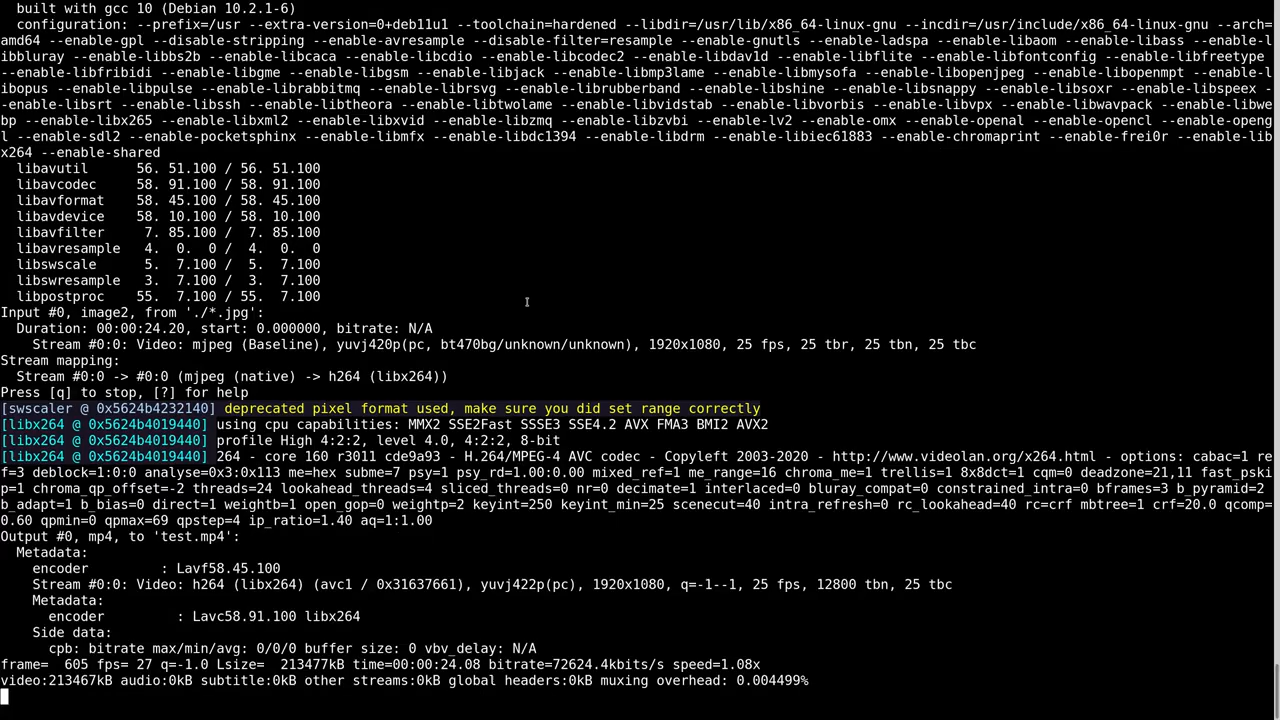 built with gcc 10 (Debian 10.2.1-6)
configuration: --prefix=/usr --extra-version=0+deb11u1 --toolchain=hardened --libdir=/usr/lib/x86_64-linux-gnu --incdir=/usr/include/x86_64-linux-gnu --arch=
amd64 --enable-gpl --disable-stripping --enable-avresample --disable-filter=resample --enable-gnutls --enable-ladspa --enable-libaom --enable-libass --enable-l
ibbluray --enable-libbs2b --enable-libcaca --enable-libcdio --enable-libcodec2 --enable-libdav1d --enable-libflite --enable-libfontconfig --enable-libfreetype
--enable-libfribidi --enable-libgme --enable-libgsm --enable-libjack --enable-libmp3lame --enable-libmysofa --enable-libopenjpeg --enable-libopenmpt --enable-l
ibopus --enable-libpulse --enable-librabbitmq --enable-librsvg --enable-librubberband --enable-libshine --enable-libsnappy --enable-libsoxr --enable-libspeex -
-enable-libsrt --enable-libssh --enable-libtheora --enable-libtwolame --enable-libvidstab --enable-libvorbis --enable-libvpx --enable-libwavpack --enable-libwe
bp --enable-libx265 --enable-libxml2 --enable-libxvid --enable-libzmq --enable-libzvbi --enable-lv2 --enable-omx --enable-openal --enable-opencl --enable-openg
l --enable-sdl2 --enable-pocketsphinx --enable-libmfx --enable-libdc1394 --enable-libdrm --enable-libiec61883 --enable-chromaprint --enable-frei0r --enable-lib
x264 --enable-shared
libavutil 56. 51.100 / 56. 51.100
libavcodec 58. 91.100 / 58. 91.100
libavformat 58. 45.100 / 58. 45.100
libavdevice 58. 10.100 / 58. 10.100
libavfilter 7. 85.100 / 7. 85.100
libavresample 4. 0. 0 / 4. 0. 0
libswscale 5. 7.100 / 5. 7.100
libswresample 3. 7.100 / 3. 7.100
libpostproc 55. 7.100 / 55. 7.100
Input #0, image2, from './*.jpg':
Duration: 00:00:24.20, start: 0.000000, bitrate: N/A
Stream #0:0: Video: mjpeg (Baseline), yuvj420p(pc, bt470bg/unknown/unknown), 1920x1080, 25 fps, 25 tbr, 25 tbn, 25 tbc
Stream mapping:
Stream #0:0 -> #0:0 (mjpeg (native) -> h264 (libx264))
Press [q] to stop, [?] for help
[swscaler @ 0x5624b4232140] deprecated pixel format used, make sure you did set range correctly
[libx264 @ 0x5624b4019440] using cpu capabilities: MMX2 SSE2Fast SSSE3 SSE4.2 AVX FMA3 BMI2 AVX2
[libx264 @ 0x5624b4019440] profile High 4:2:2, level 4.0, 4:2:2, 8-bit
[libx264 @ 0x5624b4019440] 264 - core 160 r3011 cde9a93 - H.264/MPEG-4 AVC codec - Copyleft 2003-2020 - http://www.videolan.org/x264.html - options: cabac=1 re
f=3 deblock=1:0:0 analyse=0x3:0x113 me=hex subme=7 psy=1 psy_rd=1.00:0.00 mixed_ref=1 me_range=16 chroma_me=1 trellis=1 8x8dct=1 cqm=0 deadzone=21,11 fast_pski
p=1 chroma_qp_offset=-2 threads=24 lookahead_threads=4 sliced_threads=0 nr=0 decimate=1 interlaced=0 bluray_compat=0 constrained_intra=0 bframes=3 b_pyramid=2
b_adapt=1 b_bias=0 direct=1 weightb=1 open_gop=0 weightp=2 keyint=250 keyint_min=25 scenecut=40 intra_refresh=0 rc_lookahead=40 rc=crf mbtree=1 crf=20.0 qcomp=
0.60 qpmin=0 qpmax=69 qpstep=4 ip_ratio=1.40 aq=1:1.00
Output #0, mp4, to 'test.mp4':
Metadata:
encoder : Lavf58.45.100
Stream #0:0: Video: h264 (libx264) (avc1 / 0x31637661), yuvj422p(pc), 1920x1080, q=-1--1, 25 fps, 12800 tbn, 25 tbc
Metadata:
encoder : Lavc58.91.100 libx264
Side data:
cpb: bitrate max/min/avg: 0/0/0 buffer size: 0 vbv_delay: N/A
frame= 605 fps= 27 q=-1.0 Lsize= 213477kB time=00:00:24.08 bitrate=72624.4kbits/s speed=1.08x
video:213467kB audio:0kB subtitle:0kB other streams:0kB global headers:0kB muxing overhead: 0.004499%